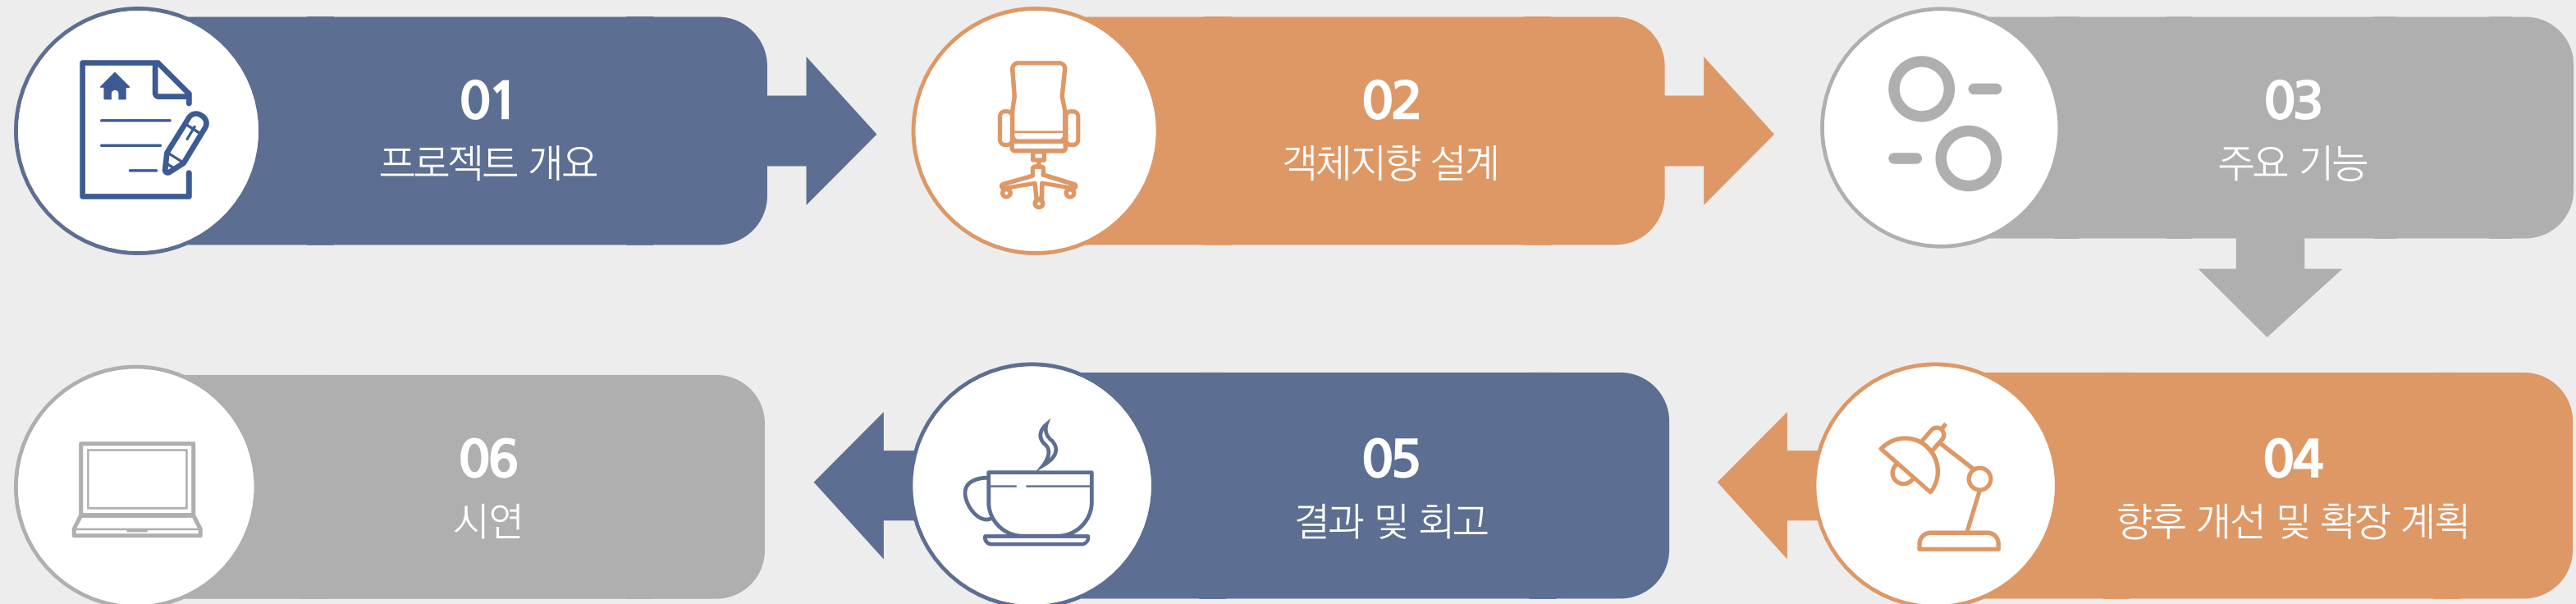 01
프로젝트 개요
02
객체지향 설계
03
주요 기능
04
향후 개선 및 확장 계획
05
결과 및 회고
06
시연